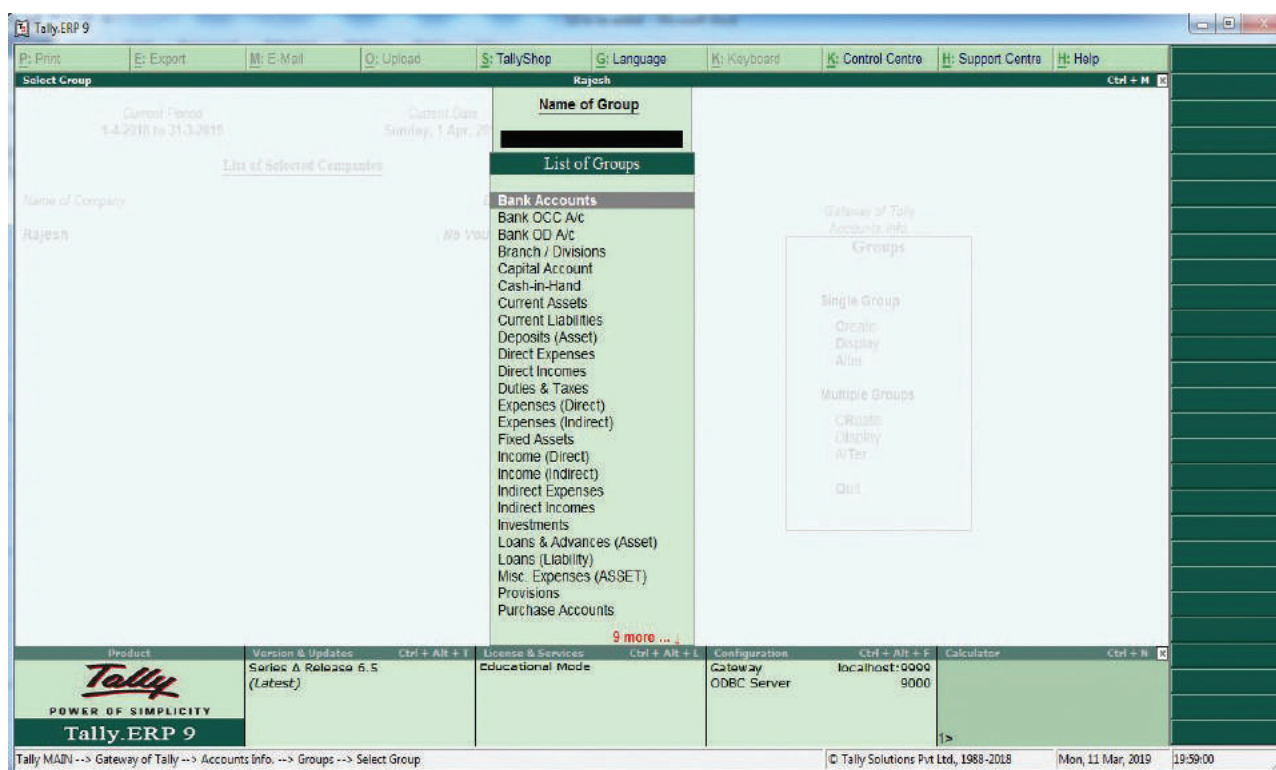 Tally.ERP 9
P: Print E: Export M: E-Mail O: Upload S: TallyShop G: Language K: Keyboard K: Control Centre H: Support Centre H: Help
Select Group Rajesh Ctrl + M
Current Period Current Date
1-4-2018 to 31-3-2019 Sunday, 1 Apr, 20
List of Selected Companies
Name of Company
Rajesh No Vou
Name of Group
List of Groups
Bank Accounts
Bank OCC A/c
Bank OD A/c
Branch / Divisions
Capital Account
Cash-in-Hand
Current Assets
Current Liabilities
Deposits (Asset)
Direct Expenses
Direct Incomes
Duties & Taxes
Expenses (Direct)
Expenses (Indirect)
Fixed Assets
Income (Direct)
Income (Indirect)
Indirect Expenses
Indirect Incomes
Investments
Loans & Advances (Asset)
Loans (Liability)
Misc. Expenses (ASSET)
Provisions
Purchase Accounts
9 more ... ↓
Gateway of Tally
Accounts Info. ......
Groups
Single Group
Create
Display
Alter
Multiple Groups
CReate
DIsplay
AlTer
Quit
Product
Tally
POWER OF SIMPLICITY
Tally.ERP 9
Version & Updates Ctrl + Alt + T
Series A Release 6.5
(Latest)
License & Services Ctrl + Alt + L
Educational Mode
Configuration Ctrl + Alt + F
Gateway localhost:9999
ODBC Server 9000
Calculator Ctrl + N
1>
Tally MAIN --> Gateway of Tally --> Accounts Info. --> Groups --> Select Group © Tally Solutions Pvt Ltd., 1988-2018 Mon, 11 Mar, 2019 19:59:00